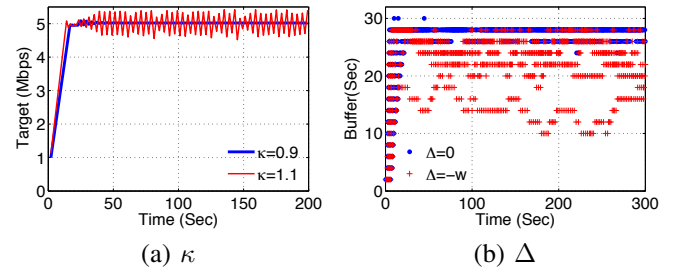 6
5
4
3
2
1
0
Target (Mbps)
κ=0.9
κ=1.1
0 50 100 150 200
Time (Sec)
(a) κ
30
20
10
0
Buffer(Sec)
Δ=0
Δ=−w
0 100 200 300
Time (Sec)
(b) Δ